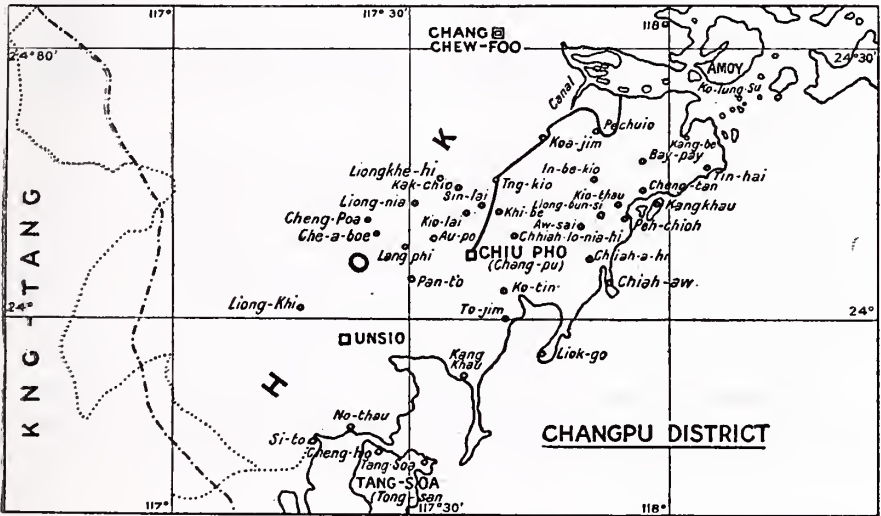 117°
117° 30'
118°
CHANG
CHEW-FOO
24° 80'
24° 30'
AMOY
Ko-lung-Su
Canal
Pechuio
Koa-jim
Kang-be
K
Bay-pay
Liongkhe-hi
In-be-kio
Tin-hai
Kak-chio
Tng-kio
Cheng-tan
Sin-lai
Kio-thau
Liong-nia
Liong-bun-si
Kangkhau
Khi-be
Cheng-Poa
Kio-lai
Aw-sai
Peh-chioh
Che-a-boe
Au-po
Chhiah-lo-nia-hi
Lang phi
CHIU PHO
(Chang-pu)
Chiah-a-hi
O
Pan-to
Ko-tin
Chiah-aw.
Liong-Khi
To-jim
24°
24°
UNSIO
Kang
Khau
Liok-go
H
No-thau
Si-to
CHANGPU DISTRICT
Cheng-ho
Tang-Soa
TANG-SOA
(Tong-san
KNG-TANG
117°
117° 30'
118°